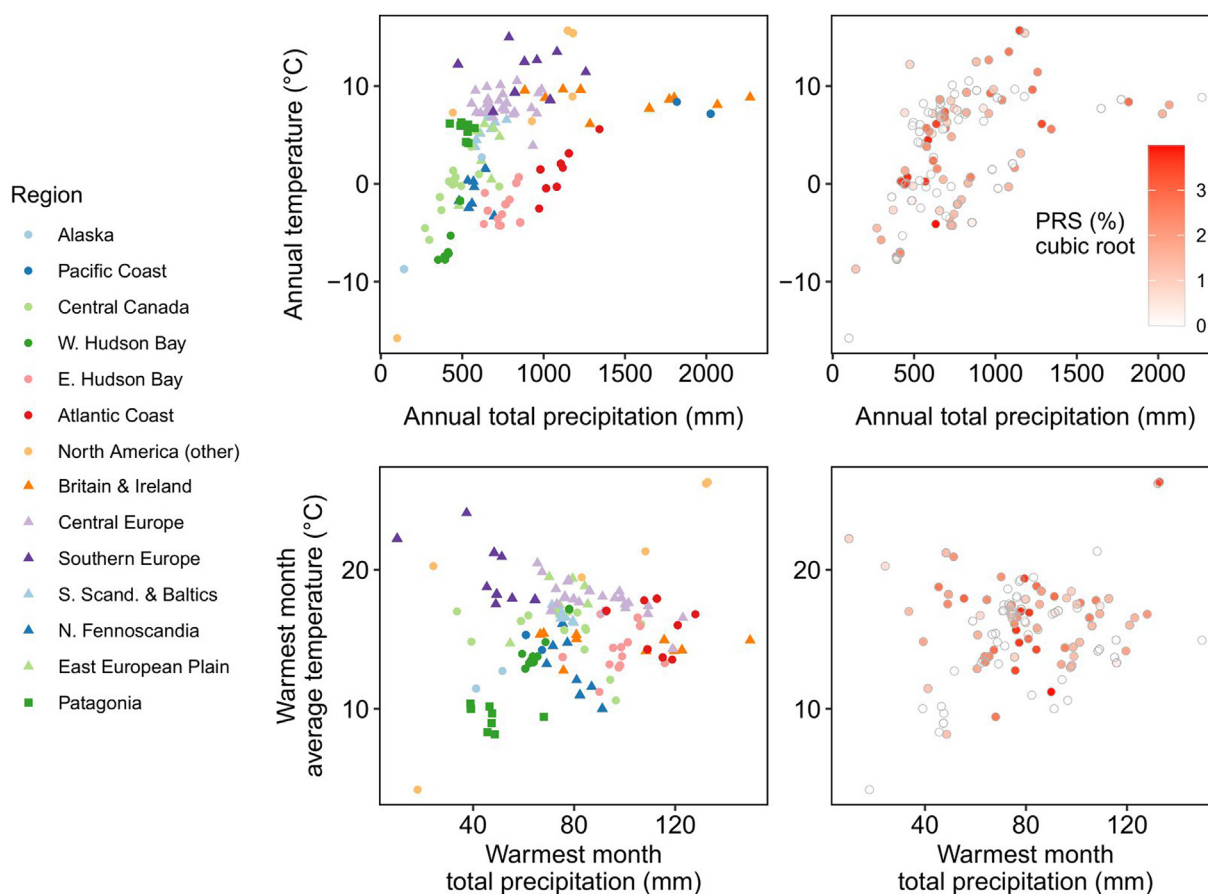 Region
Alaska
Pacific Coast
Central Canada
W. Hudson Bay
E. Hudson Bay
Atlantic Coast
North America (other)
Britain & Ireland
Central Europe
Southern Europe
S. Scand. & Baltics
N. Fennoscandia
East European Plain
Patagonia
Annual temperature (°C)
10
0
−10
0 500 1000 1500 2000
Annual total precipitation (mm)
Annual temperature (°C)
10
0
−10
0 500 1000 1500 2000
Annual total precipitation (mm)
PRS (%)
cubic root
3
2
1
0
Warmest month
average temperature (°C)
20
10
40 80 120
Warmest month
total precipitation (mm)
20
10
40 80 120
Warmest month
total precipitation (mm)